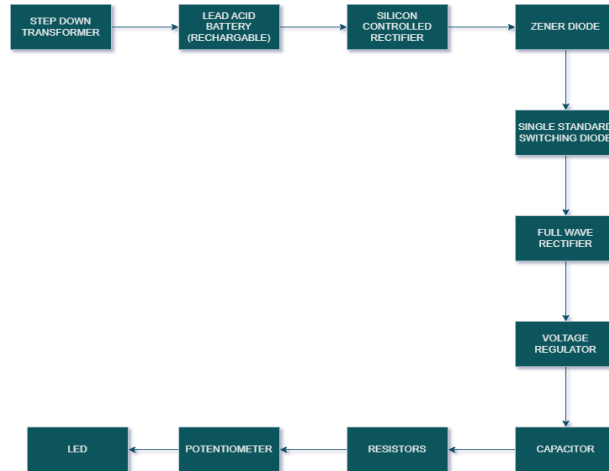 STEP DOWN
TRANSFORMER
LEAD ACID
BATTERY
(RECHARGABLE)
SILICON
CONTROLLED
RECTIFIER
ZENER DIODE
SINGLE STANDARD
SWITCHING DIODE
FULL WAVE
RECTIFIER
VOLTAGE
REGULATOR
CAPACITOR
RESISTORS
POTENTIOMETER
LED